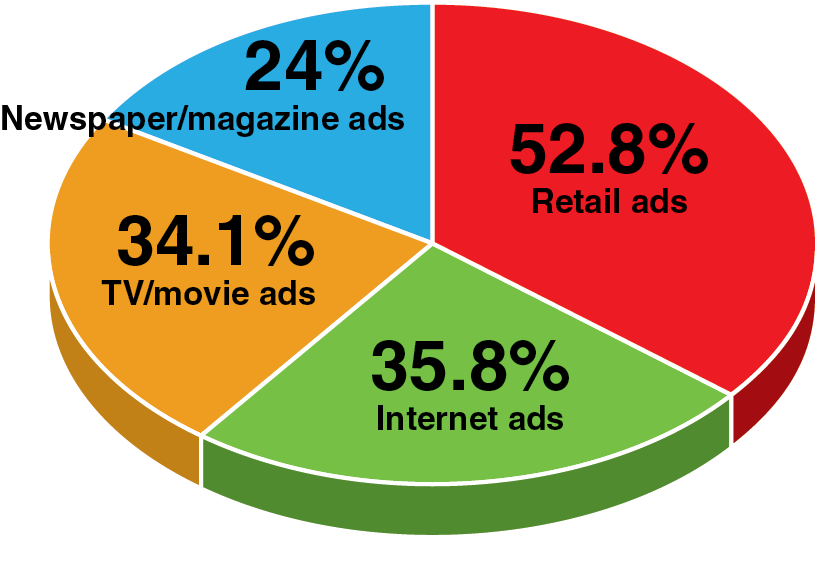 24%
Newspaper/magazine ads
52.8%
Retail ads
34.1%
TV/movie ads
35.8%
Internet ads